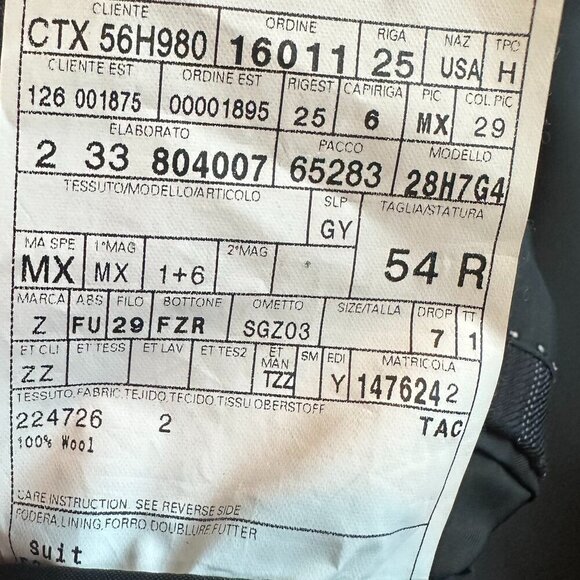 CLIENTE ORDINE RIGA NAZ TPO
CTX 56H980 16011 25 USA H
CLIENTE EST ORDINE EST RIGEST CAPIRIGA PIC COL PIC
126 001875 00001895 25 6 MX 29
ELABORATO PACCO MODELLO
2 33 804007 65283 28H7G4
TESSUTO/MODELLO/ARTICOLO SLP TAGLIA/STATURA
GY 54 R
MA SPE 1°MAG 2°MAG
MX MX 1+6
MARCA ABS FILO BOTTONE OMETTO SIZE/TALLA DROP TT
Z FU 29 FZR SGZ03 7 1
ET CLI ET TESS ET LAV ET TES2 ET MAN SM EDI MATRICOLA
ZZ TZZ Y 1476242
TESSUTO, FABRIC, TEJIDO, TECIDO TISSU OBERSTOFF
224726 2 TAC
100% Wool
CARE INSTRUCTION SEE REVERSE SIDE
FODERA, LINING, FORRO, DOUBLURE FUTTER
Suit